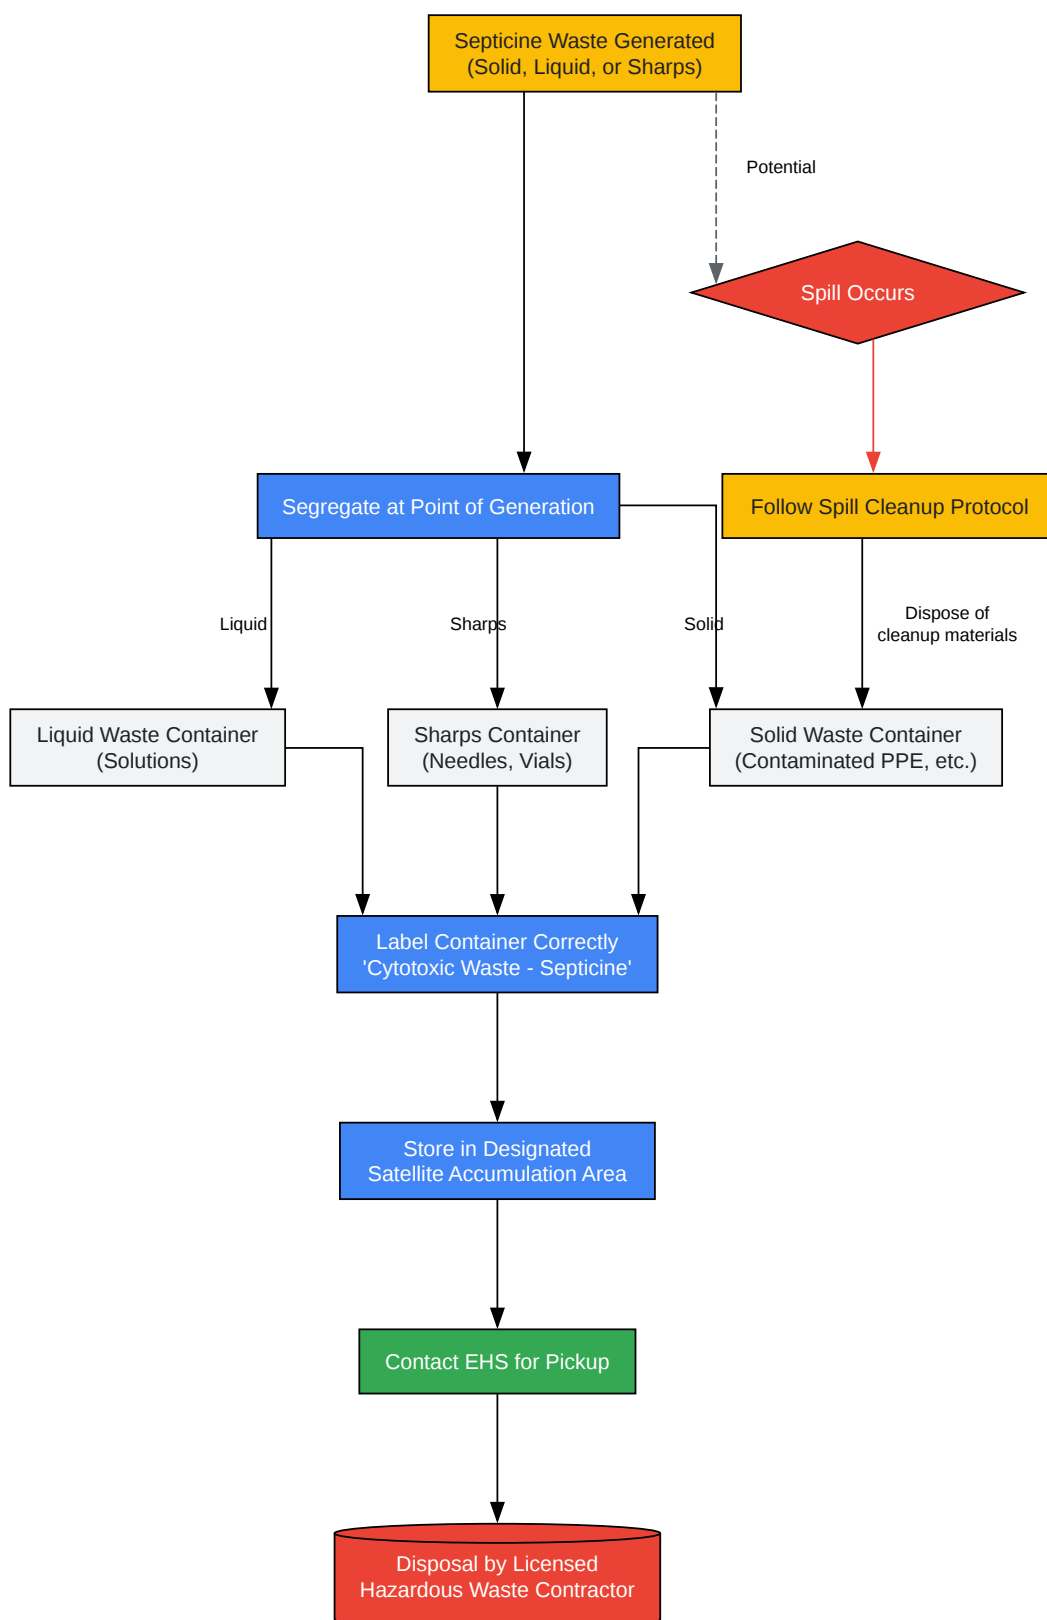 Septicine Waste Generated
(Solid, Liquid, or Sharps)
Potential
Spill Occurs
Segregate at Point of Generation
Follow Spill Cleanup Protocol
Liquid
Sharps
Solid
Dispose of
cleanup materials
Liquid Waste Container
(Solutions)
Sharps Container
(Needles, Vials)
Solid Waste Container
(Contaminated PPE, etc.)
Label Container Correctly
'Cytotoxic Waste - Septicine'
Store in Designated
Satellite Accumulation Area
Contact EHS for Pickup
Disposal by Licensed
Hazardous Waste Contractor